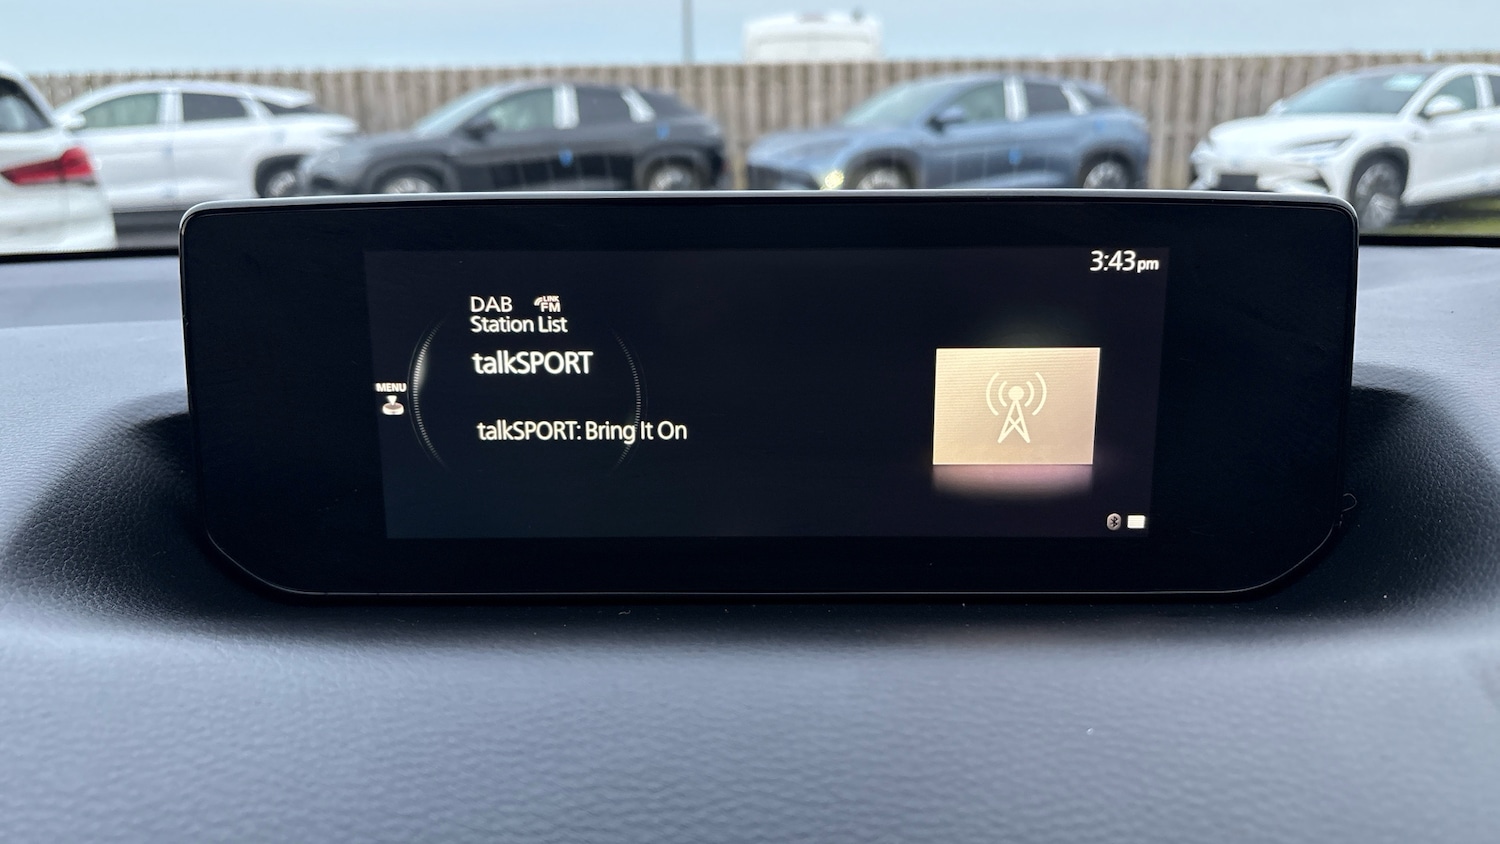 3:43pm
DAB LINK FM
Station List
talkSPORT
MENU
talkSPORT: Bring It On